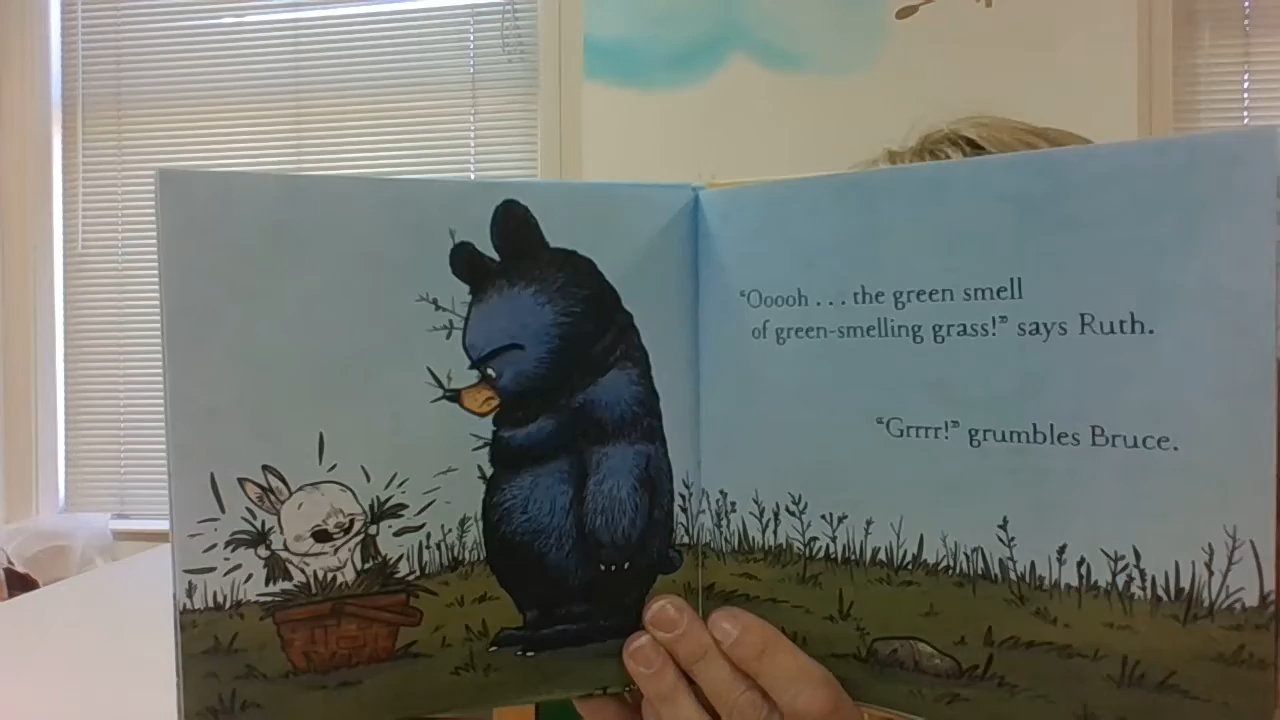 “Ooooh . . . the green smell
of green-smelling grass!” says Ruth.
“Grrrr!” grumbles Bruce.